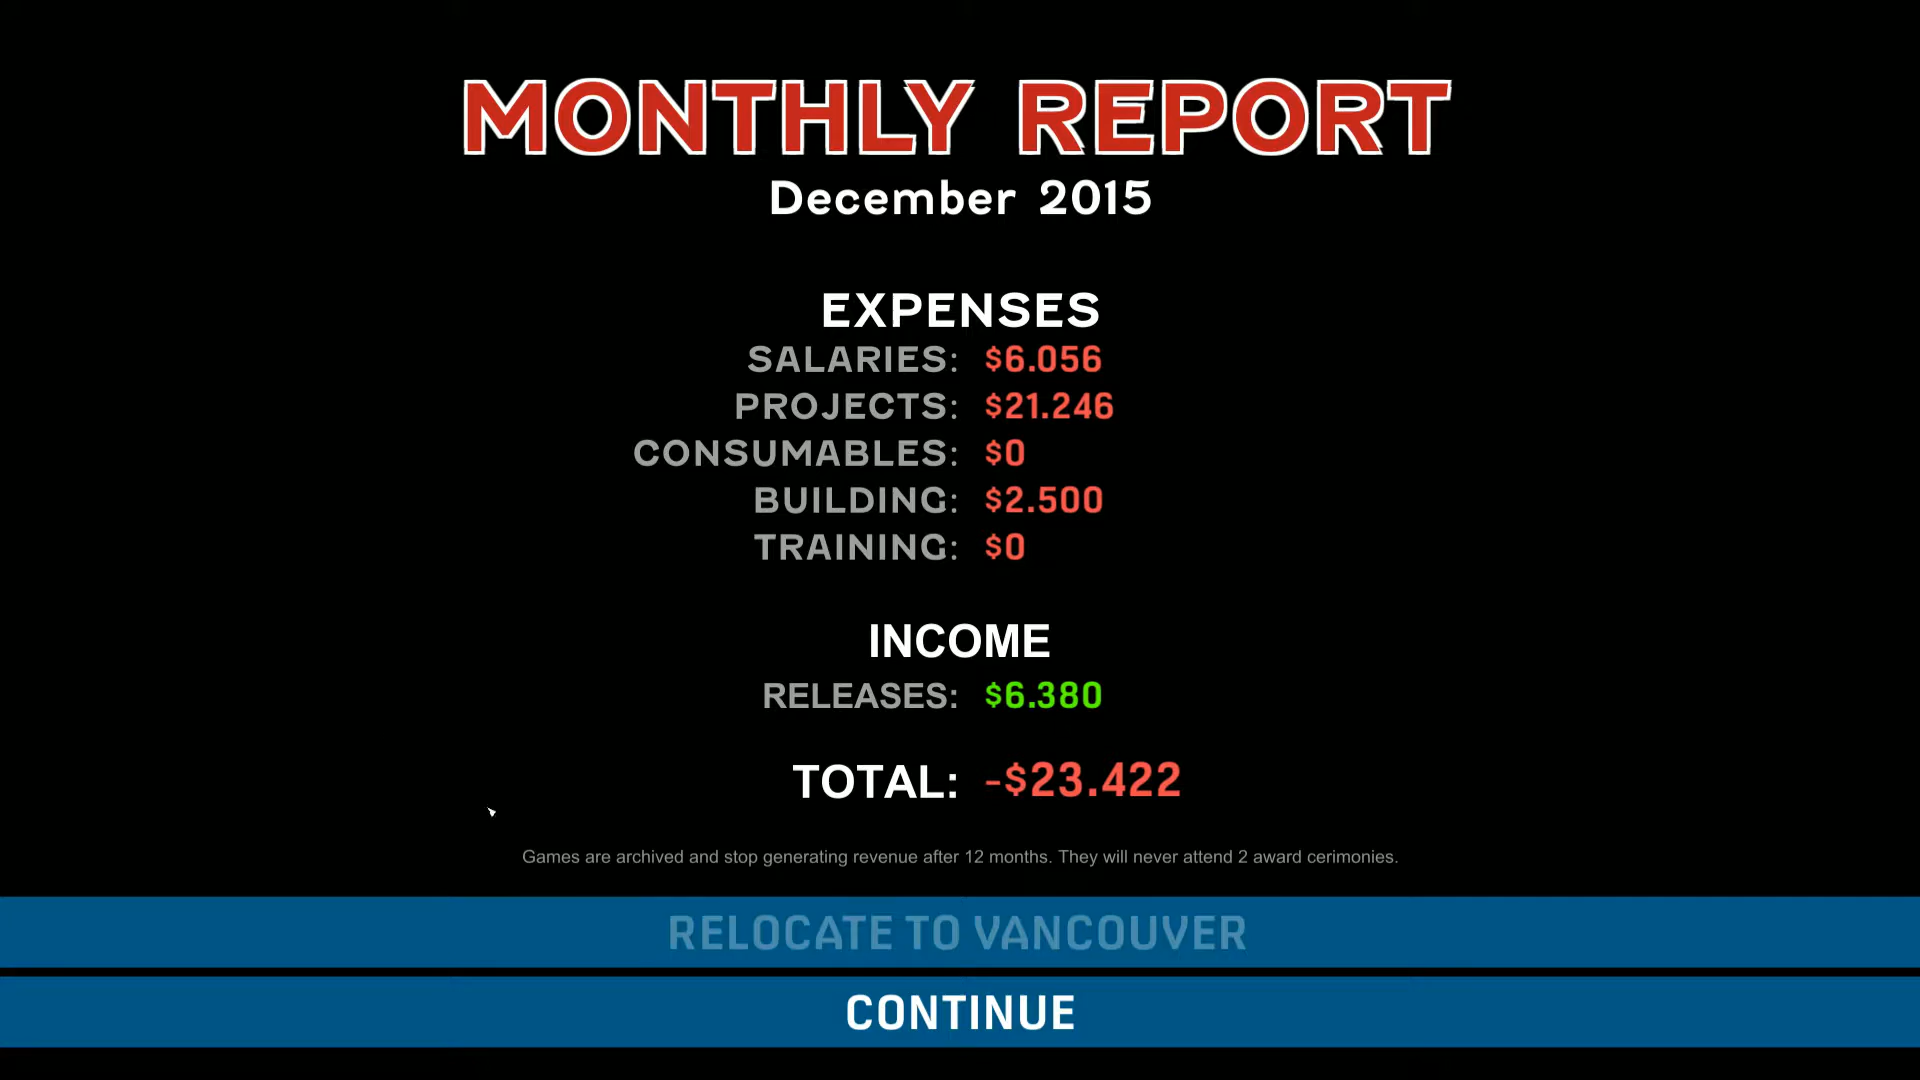 MONTHLY REPORT
December 2015
EXPENSES
SALARIES: $6.056
PROJECTS: $21.246
CONSUMABLES: $0
BUILDING: $2.500
TRAINING: $0
INCOME
RELEASES: $6.380
TOTAL: -$23.422
Games are archived and stop generating revenue after 12 months. They will never attend 2 award cerimonies.
RELOCATE TO VANCOUVER
CONTINUE